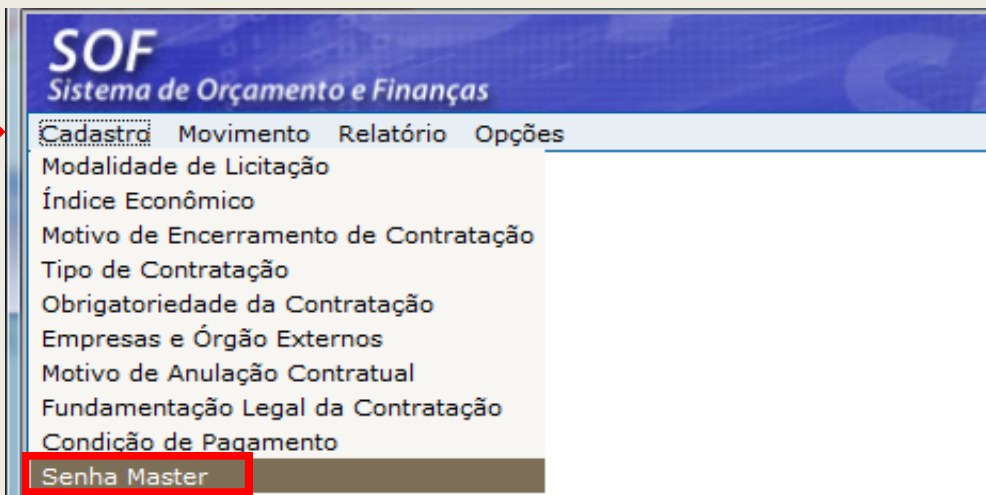 SOF
Sistema de Orçamento e Finanças
Cadastro Movimento Relatório Opções
Modalidade de Licitação
Índice Econômico
Motivo de Encerramento de Contratação
Tipo de Contratação
Obrigatoriedade da Contratação
Empresas e Órgão Externos
Motivo de Anulação Contratual
Fundamentação Legal da Contratação
Condição de Pagamento
Senha Master